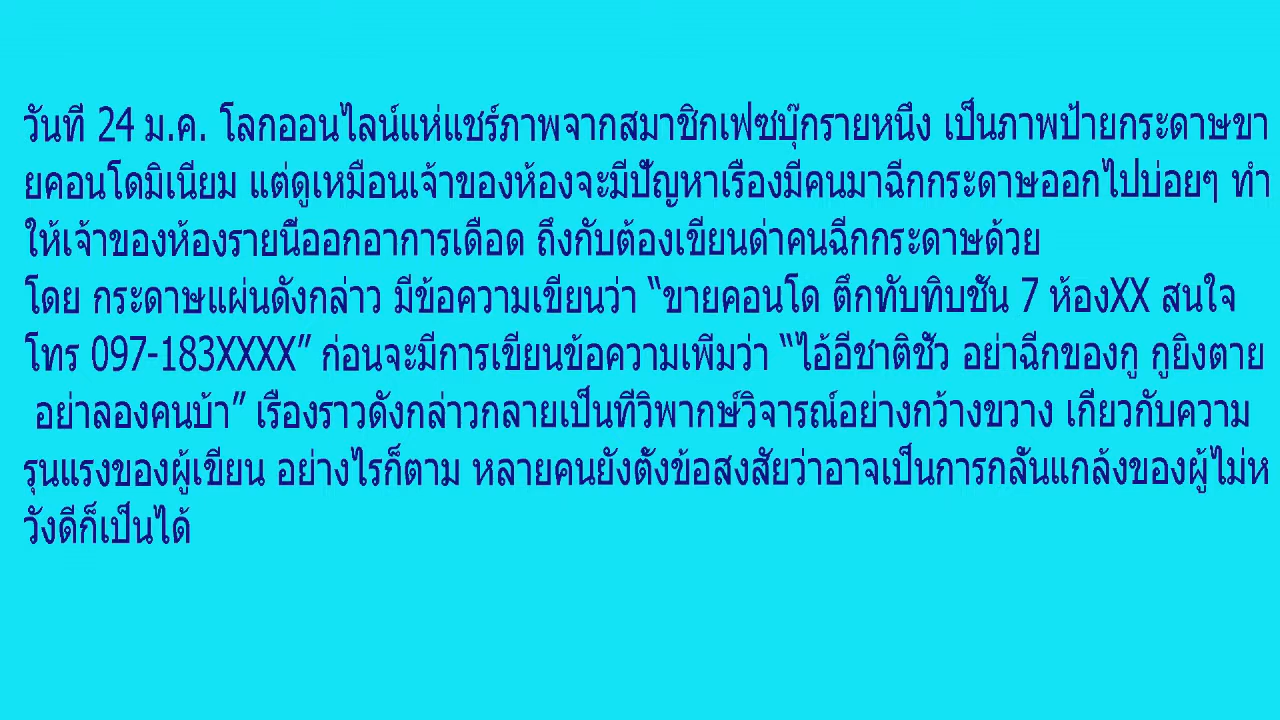 วันที่ 24 ม.ค. โลกออนไลน์แห่แชร์ภาพจากสมาชิกเฟซบุ๊กรายหนึ่ง เป็นภาพป้ายกระดาษขา
ยคอนโดมิเนียม แต่ดูเหมือนเจ้าของห้องจะมีปัญหาเรื่องมีคนมาฉีกกระดาษออกไปบ่อยๆ ทำ
ให้เจ้าของห้องรายนี้ออกอาการเดือด ถึงกับต้องเขียนด่าคนฉีกกระดาษด้วย
โดย กระดาษแผ่นดังกล่าว มีข้อความเขียนว่า “ขายคอนโด ตึกทับทิบชั้น 7 ห้องXX สนใจ
โทร 097-183XXXX” ก่อนจะมีการเขียนข้อความเพิ่มว่า “ไอ้อีชาติชั่ว อย่าฉีกของกู กูยิงตาย
อย่าลองคนบ้า” เรื่องราวดังกล่าวกลายเป็นที่วิพากษ์วิจารณ์อย่างกว้างขวาง เกี่ยวกับความ
รุนแรงของผู้เขียน อย่างไรก็ตาม หลายคนยังตั้งข้อสงสัยว่าอาจเป็นการกลั่นแกล้งของผู้ไม่ห
วังดีก็เป็นได้